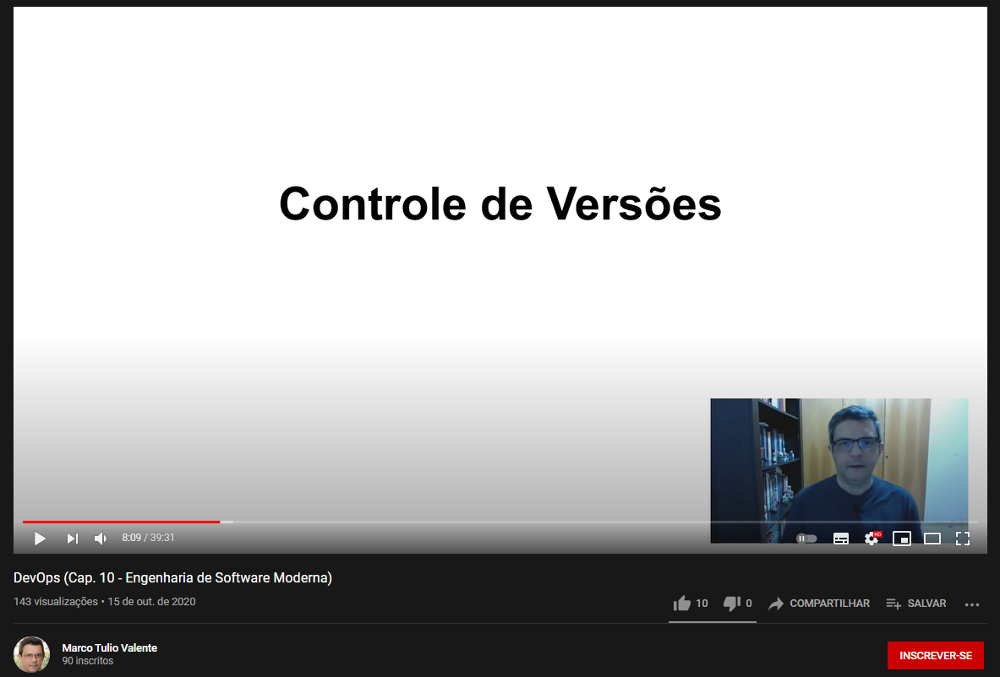 Controle de Versões
8:09 / 39:31
HD
DevOps (Cap. 10 - Engenharia de Software Moderna)
143 visualizações • 15 de out. de 2020
10
0
COMPARTILHAR
SALVAR
Marco Tulio Valente
90 inscritos
INSCREVER-SE